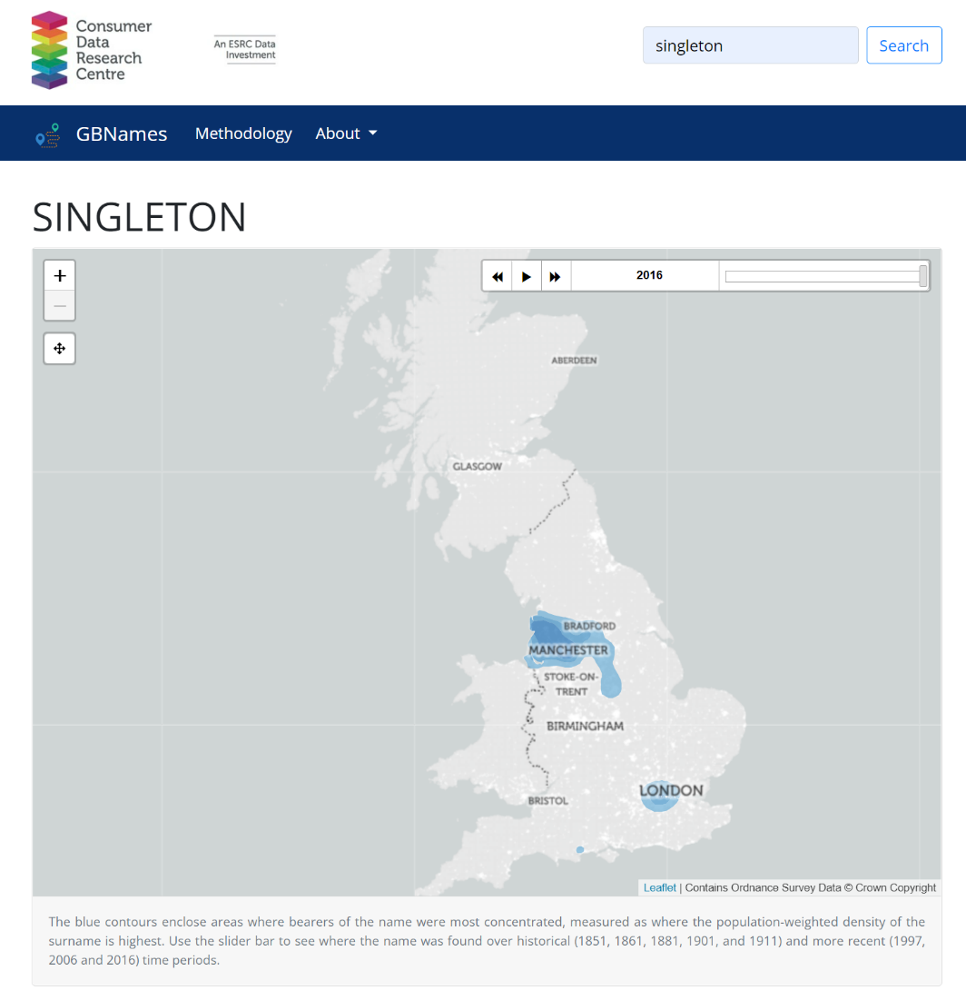 Consumer
Data
Research
Centre
An ESRC Data
Investment
singleton
Search
GBNames
Methodology
About
SINGLETON
+
−
2016
ABERDEEN
GLASGOW
BRADFORD
MANCHESTER
STOKE-ON-
TRENT
BIRMINGHAM
LONDON
BRISTOL
Leaflet | Contains Ordnance Survey Data © Crown Copyright
The blue contours enclose areas where bearers of the name were most concentrated, measured as where the population-weighted density of the
surname is highest. Use the slider bar to see where the name was found over historical (1851, 1861, 1881, 1901, and 1911) and more recent (1997,
2006 and 2016) time periods.